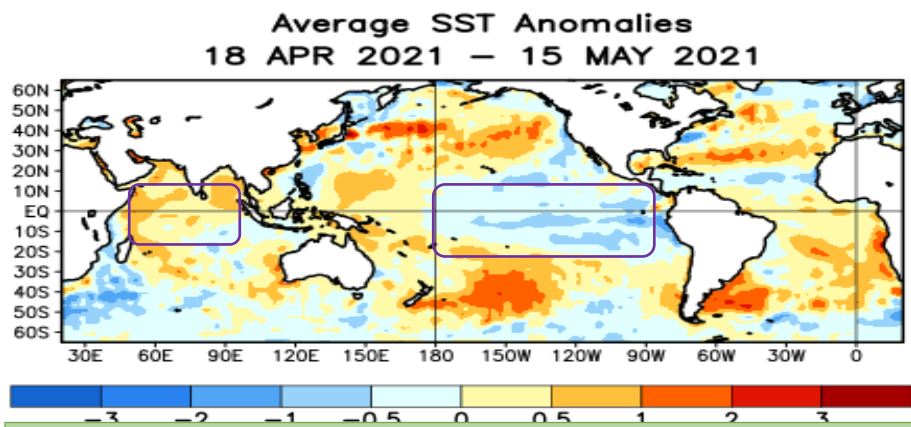 Average SST Anomalies
18 APR 2021 – 15 MAY 2021
60N
50N
40N
30N
20N
10N
EQ
10S
20S
30S
40S
50S
60S
30E 60E 90E 120E 150E 180 150W 120W 90W 60W 30W 0
-3 -2 -1 -0.5 0 0.5 1 2 3